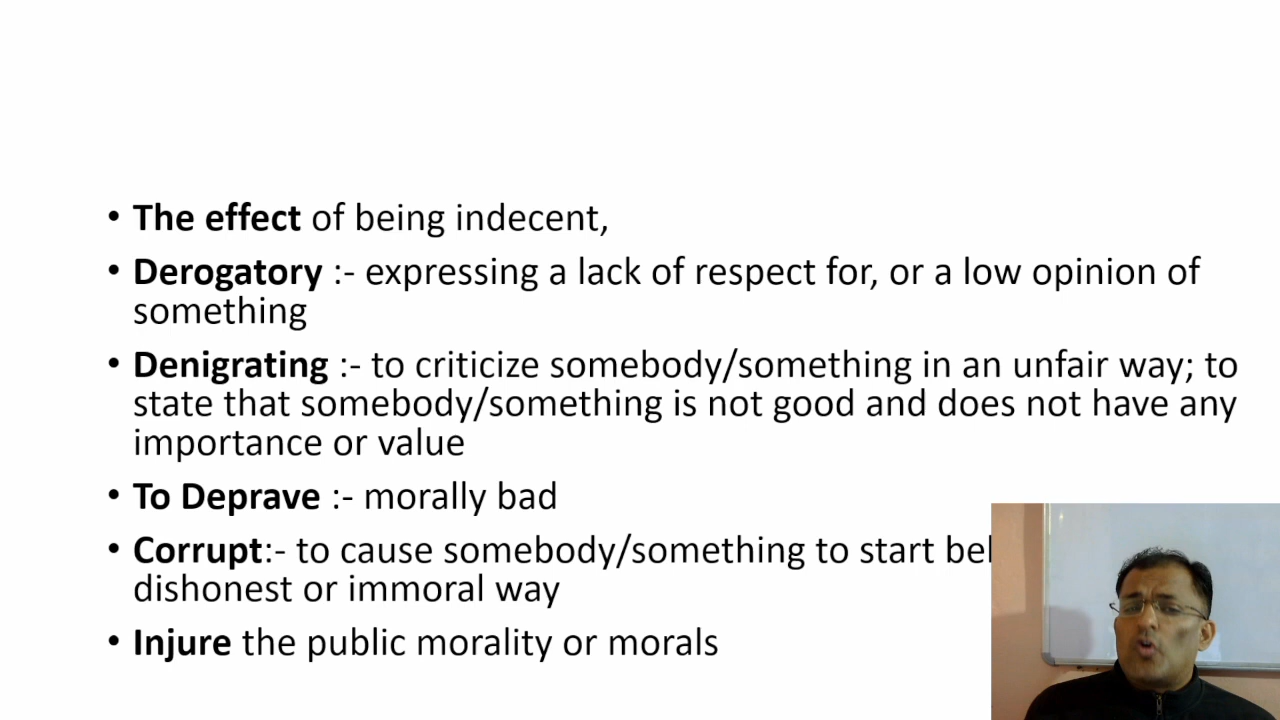 • The effect of being indecent,
• Derogatory :- expressing a lack of respect for, or a low opinion of
something
• Denigrating :- to criticize somebody/something in an unfair way; to
state that somebody/something is not good and does not have any
importance or value
• To Deprave :- morally bad
• Corrupt:- to cause somebody/something to start
dishonest or immoral way
• Injure the public morality or morals